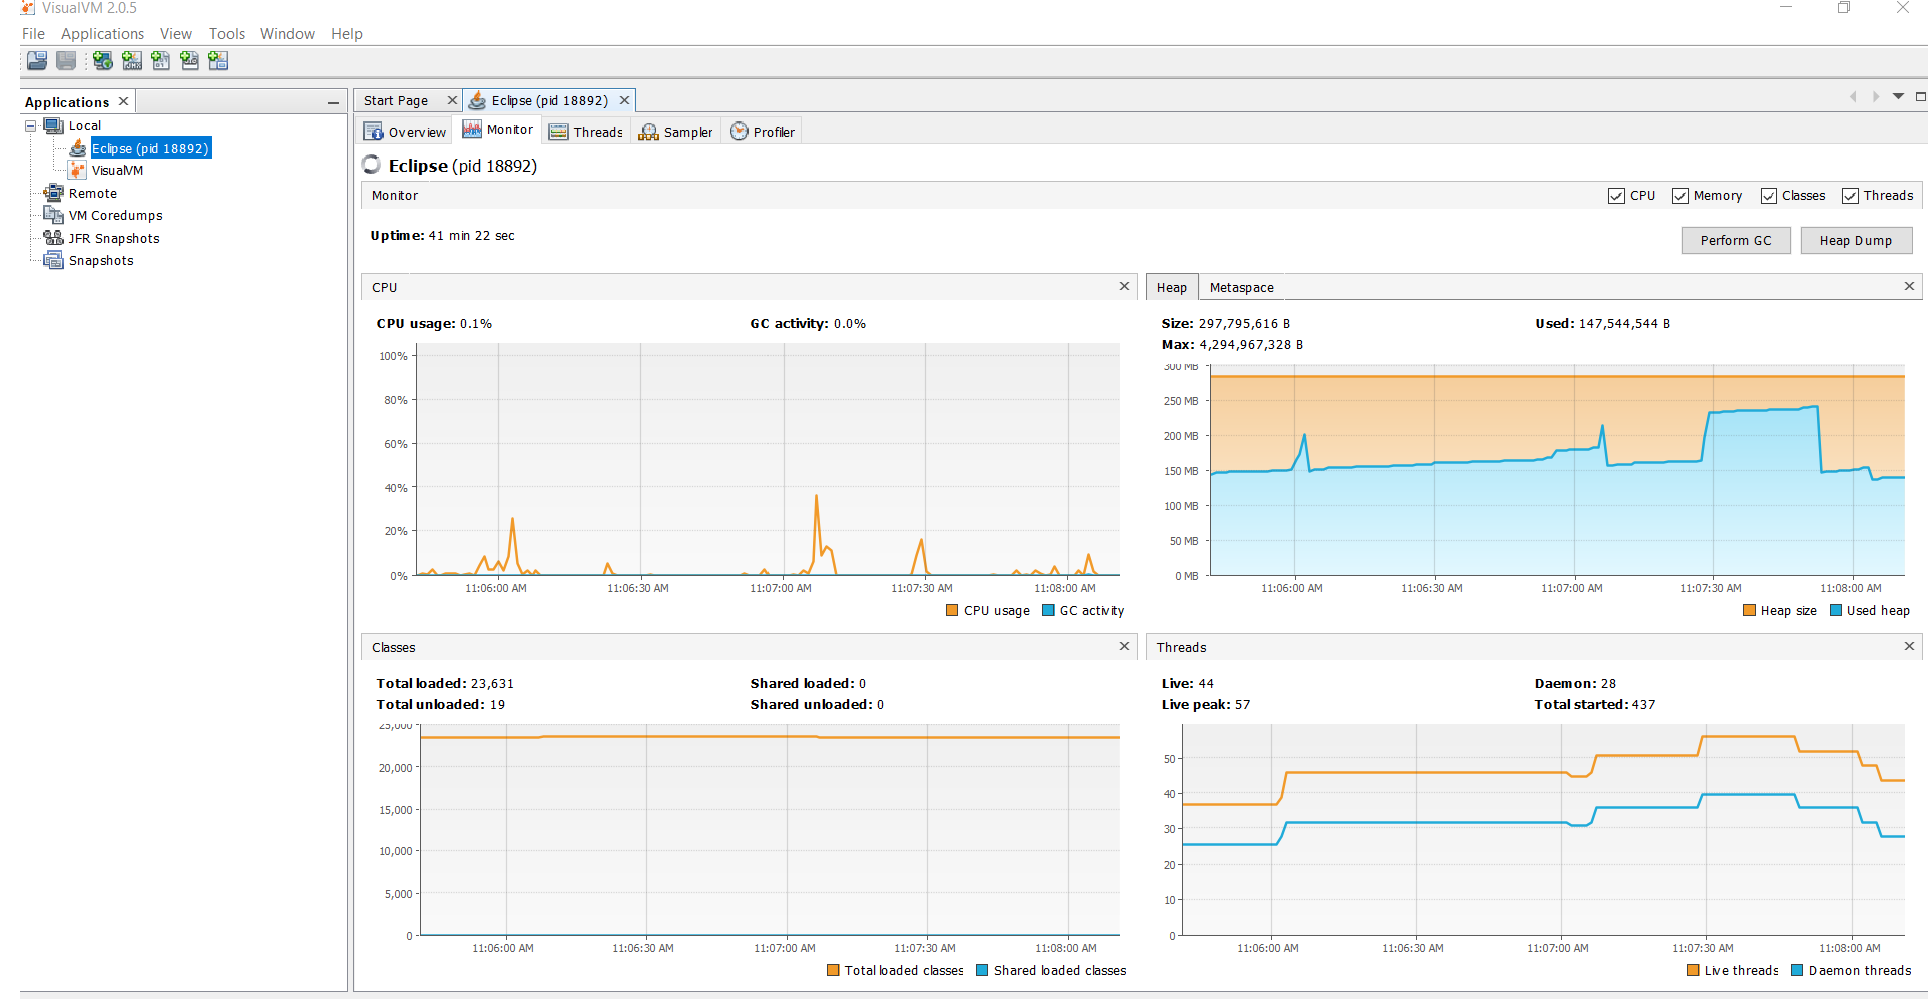 VisualVM 2.0.5
File Applications View Tools Window Help
Applications
Start Page Eclipse (pid 18892)
Local
Eclipse (pid 18892)
VisualVM
Remote
VM Coredumps
JFR Snapshots
Snapshots
Overview Monitor Threads Sampler Profiler
Eclipse (pid 18892)
Monitor CPU Memory Classes Threads
Uptime: 41 min 22 sec
Perform GC Heap Dump
CPU
CPU usage: 0.1% GC activity: 0.0%
100%
80%
60%
40%
20%
0%
11:06:00 AM 11:06:30 AM 11:07:00 AM 11:07:30 AM 11:08:00 AM
CPU usage GC activity
Heap Metaspace
Size: 297,795,616 B Used: 147,544,544 B
Max: 4,294,967,328 B
300 MB
250 MB
200 MB
150 MB
100 MB
50 MB
0 MB
11:06:00 AM 11:06:30 AM 11:07:00 AM 11:07:30 AM 11:08:00 AM
Heap size Used heap
Classes
Total loaded: 23,631 Shared loaded: 0
Total unloaded: 19 Shared unloaded: 0
25,000
20,000
15,000
10,000
5,000
0
11:06:00 AM 11:06:30 AM 11:07:00 AM 11:07:30 AM 11:08:00 AM
Total loaded classes Shared loaded classes
Threads
Live: 44 Daemon: 28
Live peak: 57 Total started: 437
50
40
30
20
10
0
11:06:00 AM 11:06:30 AM 11:07:00 AM 11:07:30 AM 11:08:00 AM
Live threads Daemon threads